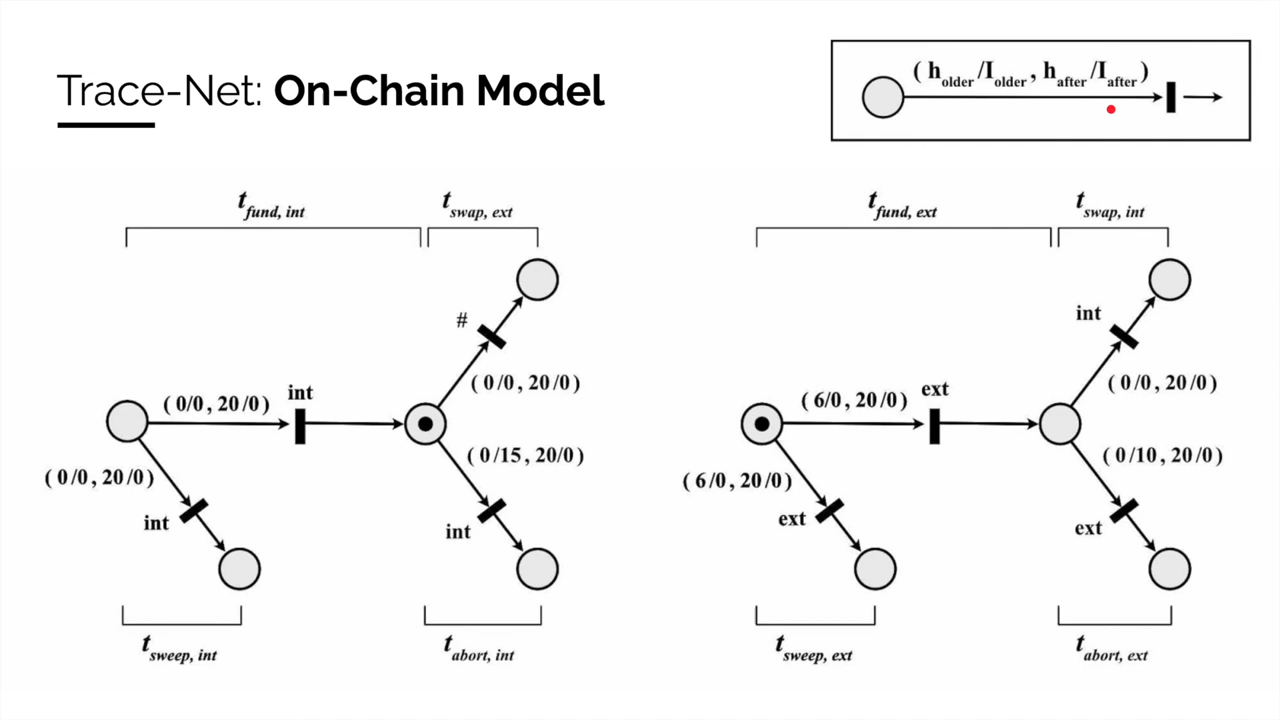 Trace-Net: On-Chain Model
( h_older /I_older , h_after /I_after )
t_fund, int
t_swap, ext
t_fund, ext
t_swap, int
#
int
( 0/0 , 20/0 )
( 0/0 , 20/0 )
( 0/0 , 20/0 )
int
( 6/0 , 20/0 )
ext
( 0/15 , 20/0 )
( 0/10 , 20/0 )
( 0/0 , 20/0 )
( 6/0 , 20/0 )
int
int
ext
ext
t_sweep, int
t_abort, int
t_sweep, ext
t_abort, ext